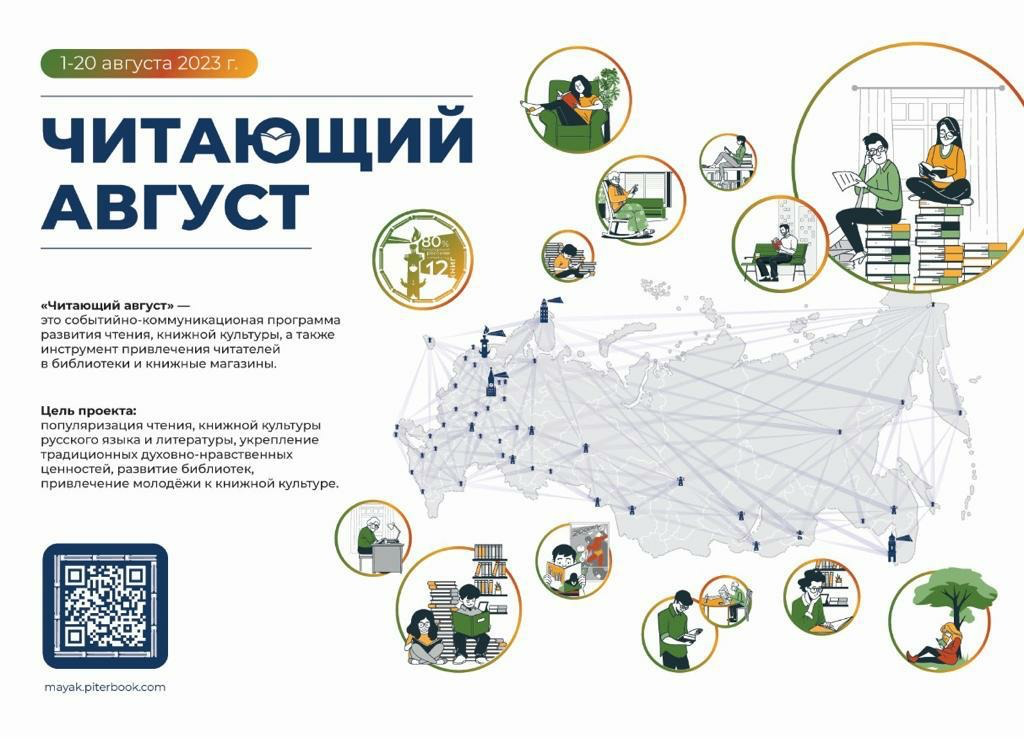 1-20 августа 2023 г.
ЧИТАЮЩИЙ
АВГУСТ
80%
12
КНИГ
«Читающий август» —
это событийно-коммуникационая программа
развития чтения, книжной культуры, а также
инструмент привлечения читателей
в библиотеки и книжные магазины.
Цель проекта:
популяризация чтения, книжной культуры
русского языка и литературы, укрепление
традиционных духовно-нравственных
ценностей, развитие библиотек,
привлечение молодёжи к книжной культуре.
mayak.piterbook.com